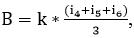 B = k * (i₄+i₅+i₆)/3,